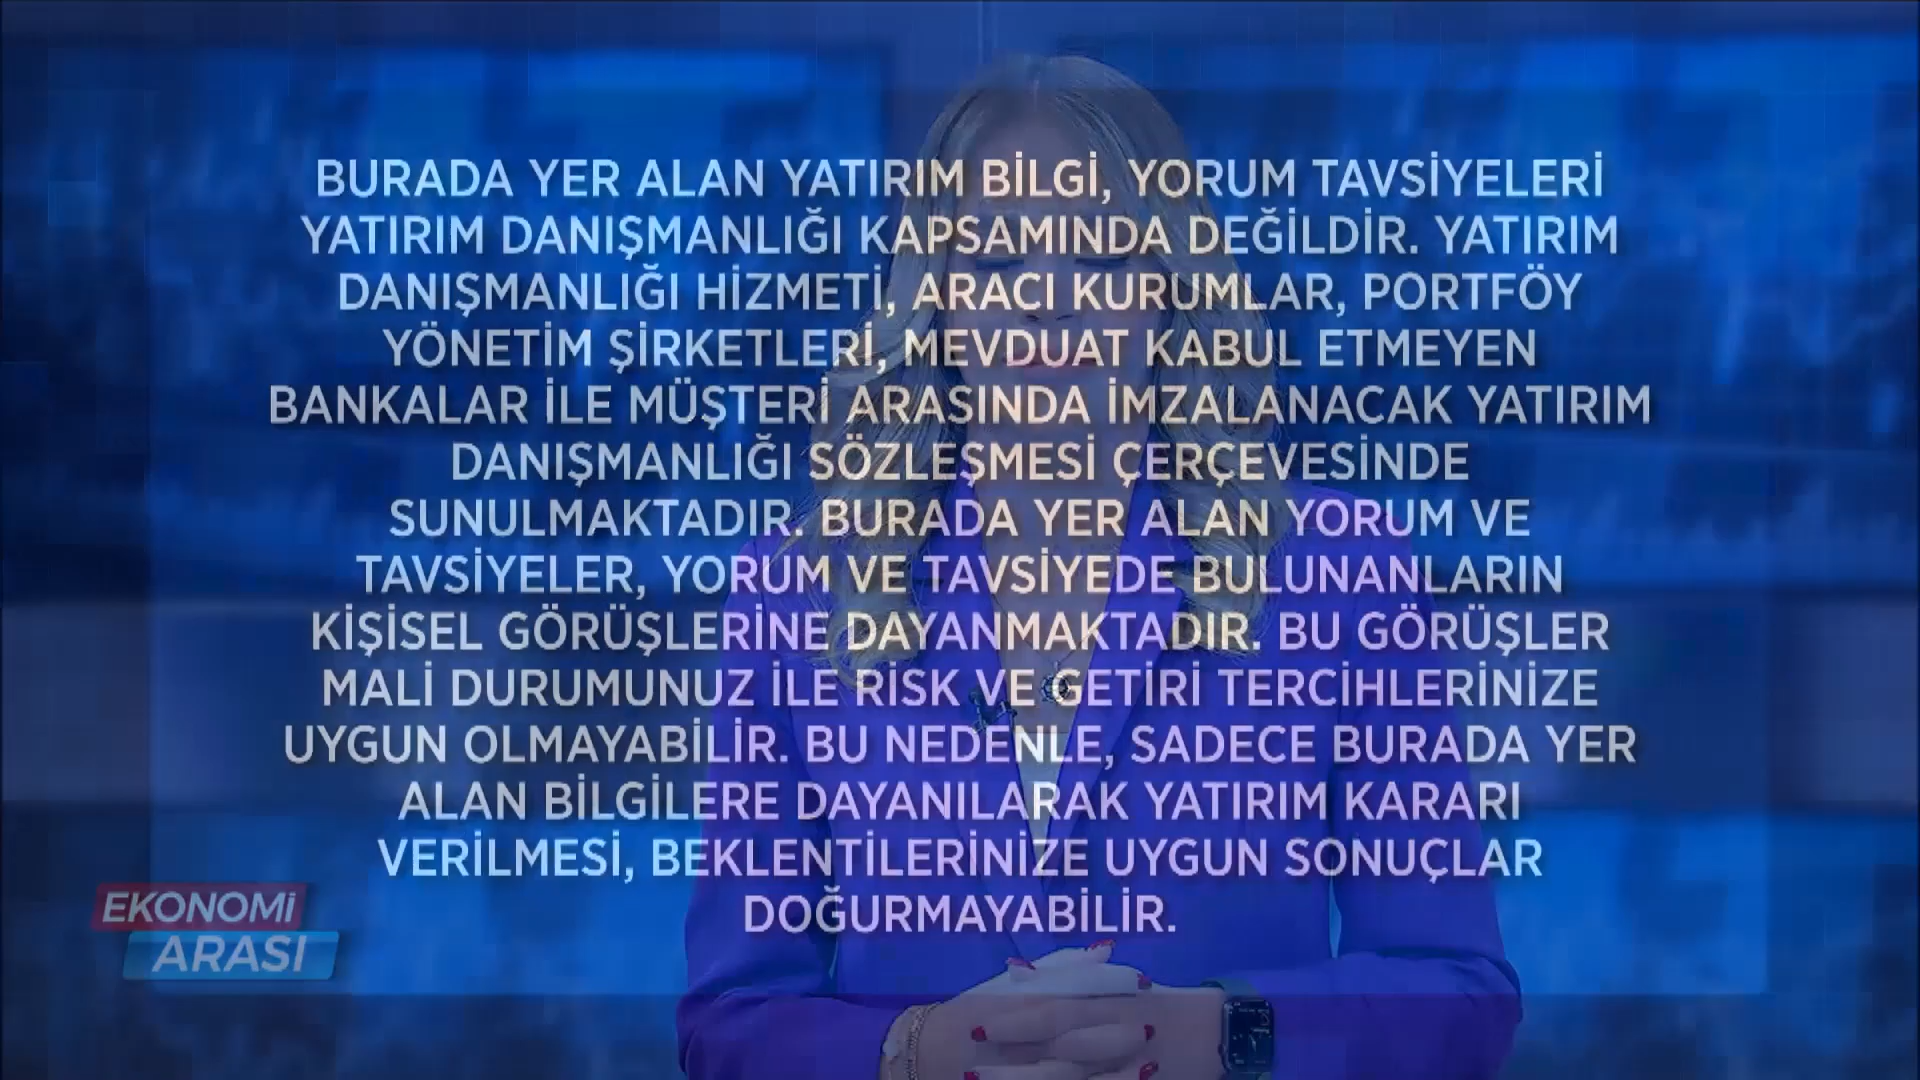 BURADA YER ALAN YATIRIM BİLGİ, YORUM TAVSİYELERİ
YATIRIM DANIŞMANLIĞI KAPSAMINDA DEĞİLDİR. YATIRIM
DANIŞMANLIĞI HİZMETİ, ARACI KURUMLAR, PORTFÖY
YÖNETİM ŞİRKETLERİ, MEVDUAT KABUL ETMEYEN
BANKALAR İLE MÜŞTERİ ARASINDA İMZALANACAK YATIRIM
DANIŞMANLIĞI SÖZLEŞMESİ ÇERÇEVESİNDE
SUNULMAKTADIR. BURADA YER ALAN YORUM VE
TAVSİYELER, YORUM VE TAVSİYEDE BULUNANLARIN
KİŞİSEL GÖRÜŞLERİNE DAYANMAKTADIR. BU GÖRÜŞLER
MALİ DURUMUNUZ İLE RİSK VE GETİRİ TERCİHLERİNİZE
UYGUN OLMAYABİLİR. BU NEDENLE, SADECE BURADA YER
ALAN BİLGİLERE DAYANILARAK YATIRIM KARARI
VERİLMESİ, BEKLENTİLERİNİZE UYGUN SONUÇLAR
DOĞURMAYABİLİR.
EKONOMİ
ARASI